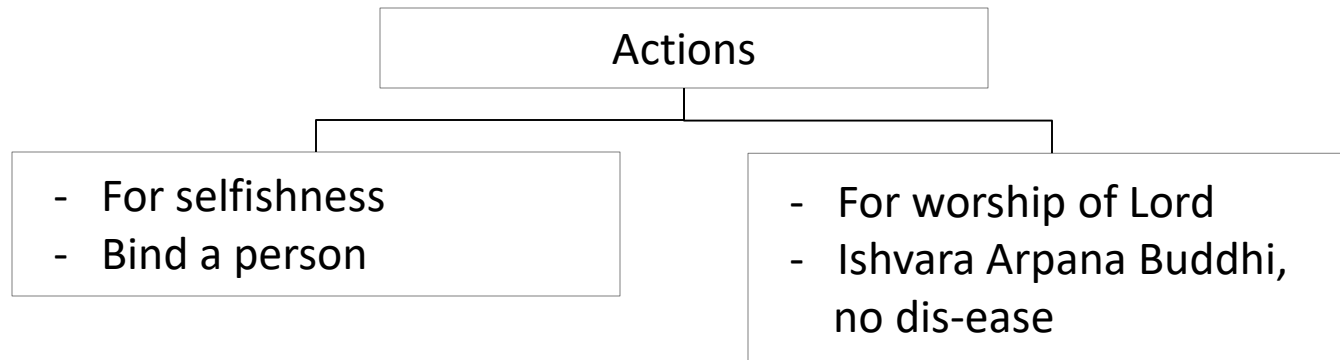 Actions
- For selfishness
- Bind a person
- For worship of Lord
- Ishvara Arpana Buddhi,
no dis-ease